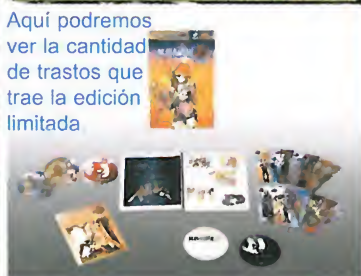 Aquí podremos
ver la cantidad
de trastos que
trae la edición
limitada